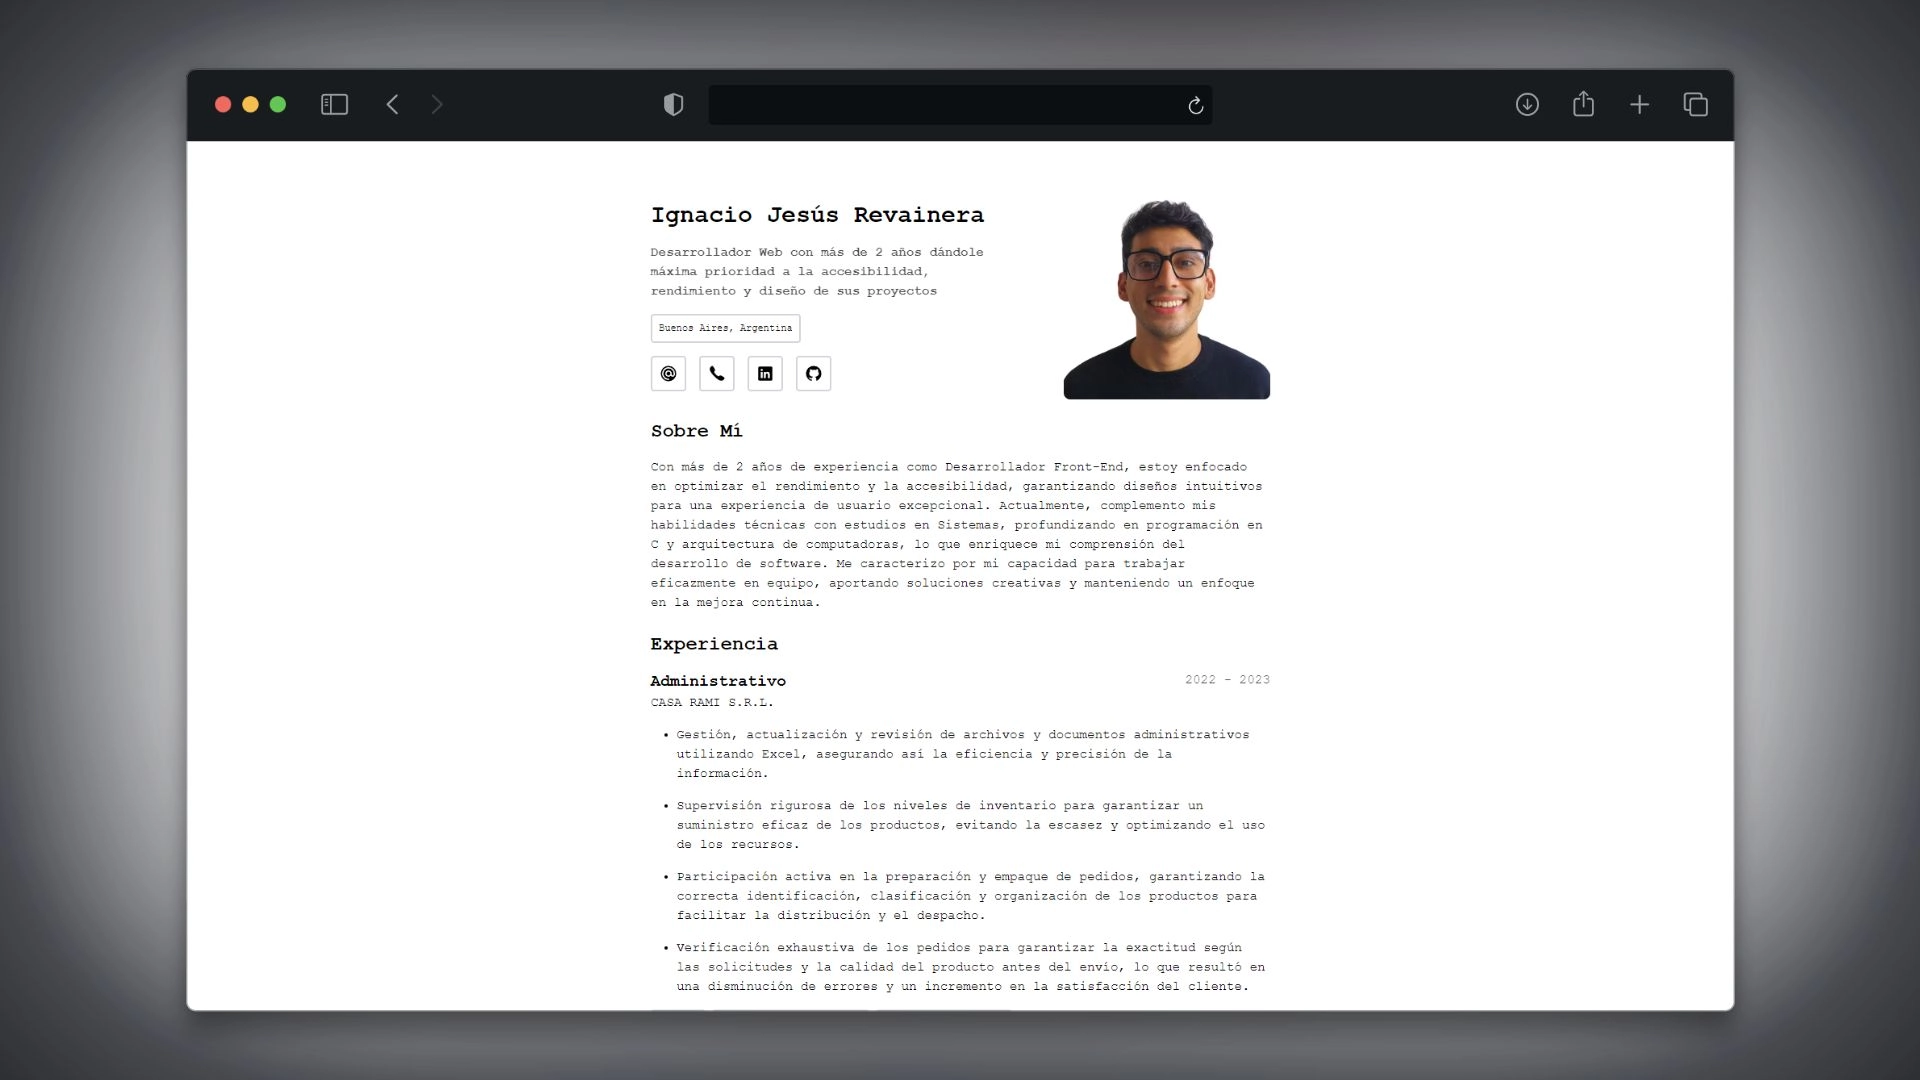 Ignacio Jesús Revainera
Desarrollador Web con más de 2 años dándole
máxima prioridad a la accesibilidad,
rendimiento y diseño de sus proyectos
Buenos Aires, Argentina
Sobre Mí
Con más de 2 años de experiencia como Desarrollador Front-End, estoy enfocado
en optimizar el rendimiento y la accesibilidad, garantizando diseños intuitivos
para una experiencia de usuario excepcional. Actualmente, complemento mis
habilidades técnicas con estudios en Sistemas, profundizando en programación en
C y arquitectura de computadoras, lo que enriquece mi comprensión del
desarrollo de software. Me caracterizo por mi capacidad para trabajar
eficazmente en equipo, aportando soluciones creativas y manteniendo un enfoque
en la mejora continua.
Experiencia
Administrativo 2022 - 2023
CASA RAMI S.R.L.
• Gestión, actualización y revisión de archivos y documentos administrativos
utilizando Excel, asegurando así la eficiencia y precisión de la
información.
• Supervisión rigurosa de los niveles de inventario para garantizar un
suministro eficaz de los productos, evitando la escasez y optimizando el uso
de los recursos.
• Participación activa en la preparación y empaque de pedidos, garantizando la
correcta identificación, clasificación y organización de los productos para
facilitar la distribución y el despacho.
• Verificación exhaustiva de los pedidos para garantizar la exactitud según
las solicitudes y la calidad del producto antes del envío, lo que resultó en
una disminución de errores y un incremento en la satisfacción del cliente.